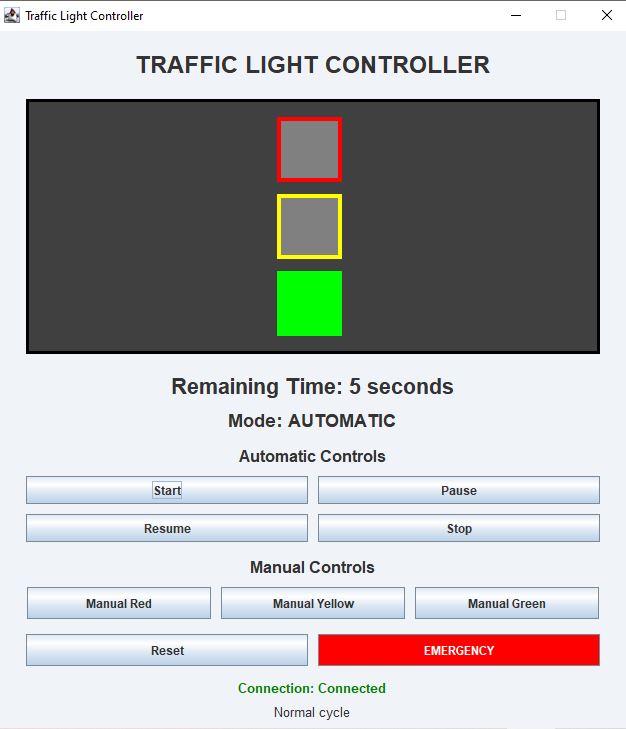 Traffic Light Controller
TRAFFIC LIGHT CONTROLLER
Remaining Time: 5 seconds
Mode: AUTOMATIC
Automatic Controls
Start Pause
Resume Stop
Manual Controls
Manual Red Manual Yellow Manual Green
Reset EMERGENCY
Connection: Connected
Normal cycle